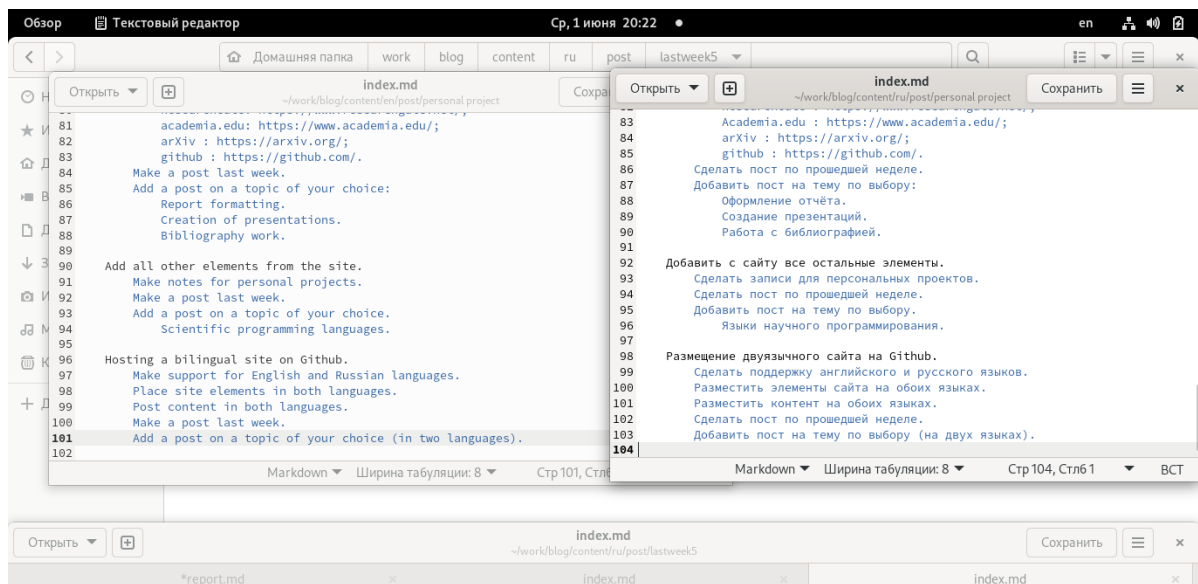 Обзор Текстовый редактор Ср, 1 июня 20:22 en
Домашняя папка work blog content ru post lastweek5
Открыть index.md
~/work/blog/content/en/post/personal project
81 academia.edu: https://www.academia.edu/;
82 arXiv : https://arxiv.org/;
83 github : https://github.com/.
84 Make a post last week.
85 Add a post on a topic of your choice:
86 Report formatting.
87 Creation of presentations.
88 Bibliography work.
89
90 Add all other elements from the site.
91 Make notes for personal projects.
92 Make a post last week.
93 Add a post on a topic of your choice.
94 Scientific programming languages.
95
96 Hosting a bilingual site on Github.
97 Make support for English and Russian languages.
98 Place site elements in both languages.
99 Post content in both languages.
100 Make a post last week.
101 Add a post on a topic of your choice (in two languages).
102
Markdown Ширина табуляции: 8 Стр 101,
Открыть index.md Сохранить
~/work/blog/content/ru/post/personal project
83 Academia.edu : https://www.academia.edu/;
84 arXiv : https://arxiv.org/;
85 github : https://github.com/.
86 Сделать пост по прошедшей неделе.
87 Добавить пост на тему по выбору:
88 Оформление отчёта.
89 Создание презентаций.
90 Работа с библиографией.
91
92 Добавить с сайту все остальные элементы.
93 Сделать записи для персональных проектов.
94 Сделать пост по прошедшей неделе.
95 Добавить пост на тему по выбору.
96 Языки научного программирования.
97
98 Размещение двуязычного сайта на Github.
99 Сделать поддержку английского и русского языков.
100 Разместить элементы сайта на обоих языках.
101 Разместить контент на обоих языках.
102 Сделать пост по прошедшей неделе.
103 Добавить пост на тему по выбору (на двух языках).
104
Markdown Ширина табуляции: 8 Стр 104, Стлб 1 ВСТ
Открыть index.md Сохранить
~/work/blog/content/ru/post/lastweek5
*report.md index.md index.md